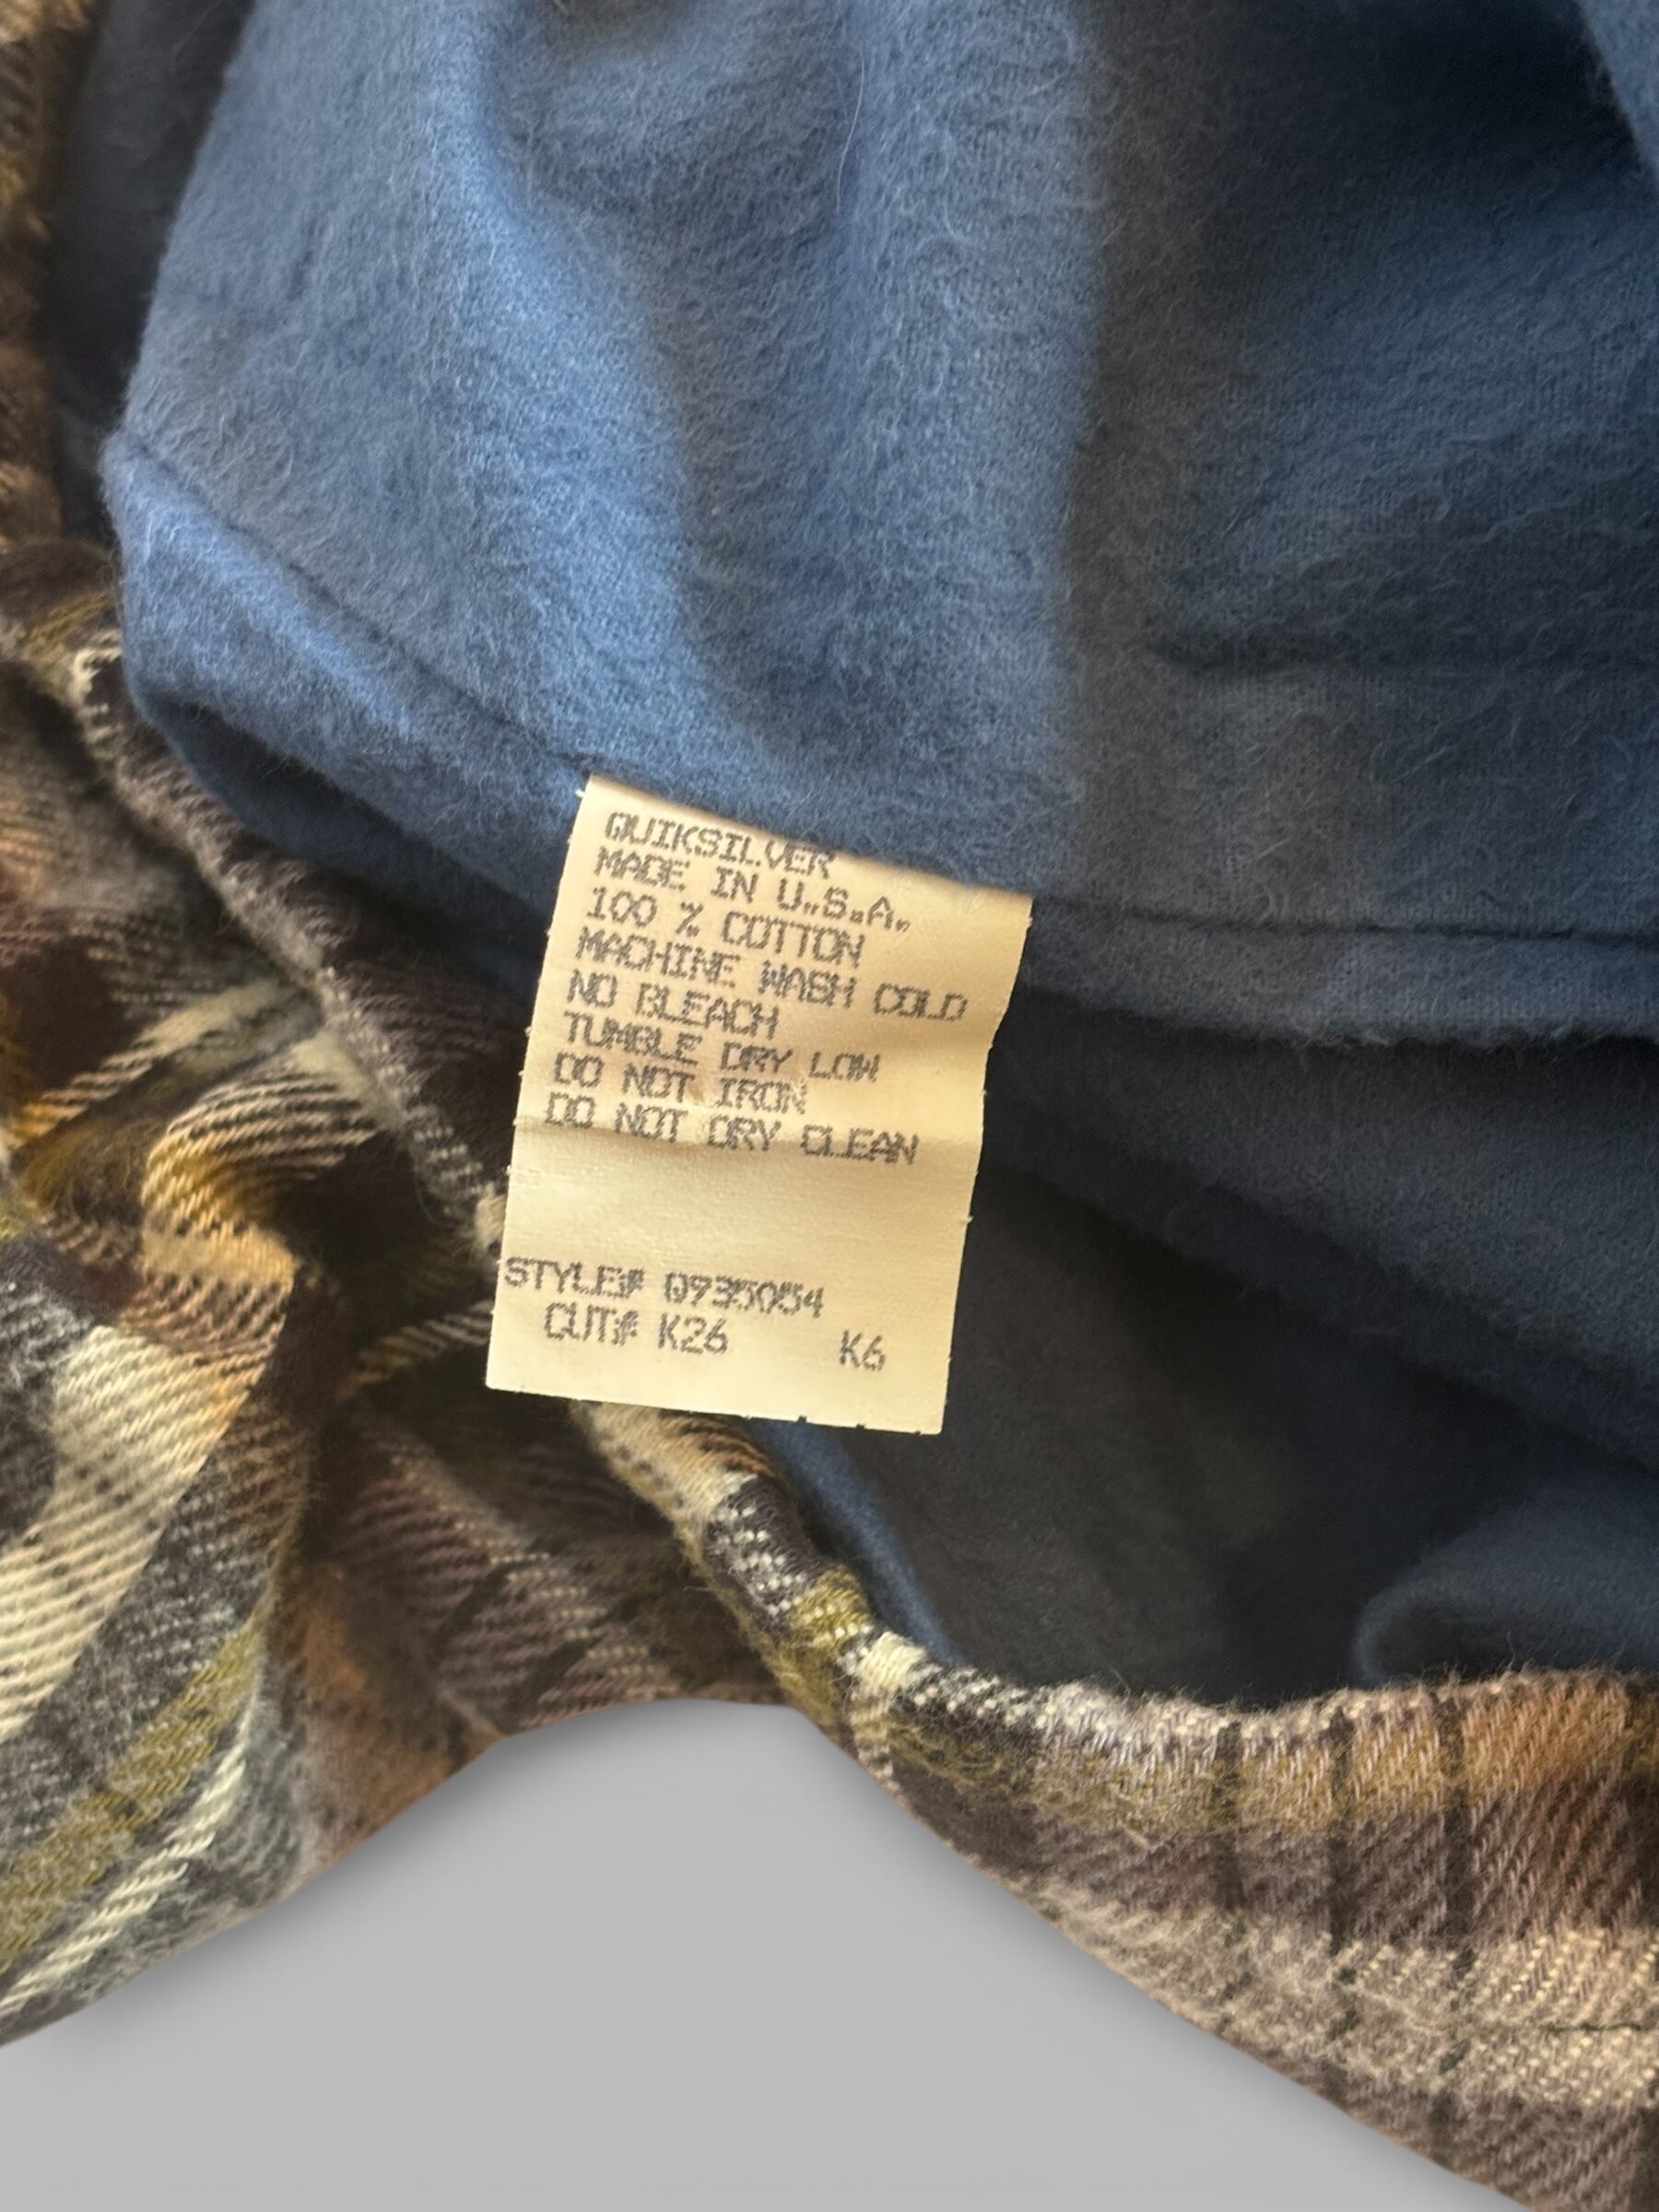 QUIKSILVER
MADE IN U.S.A.
100 % COTTON
MACHINE WASH COLD
NO BLEACH
TUMBLE DRY LOW
DO NOT IRON
DO NOT DRY CLEAN
STYLE# 0935054
CUT# K26 K6